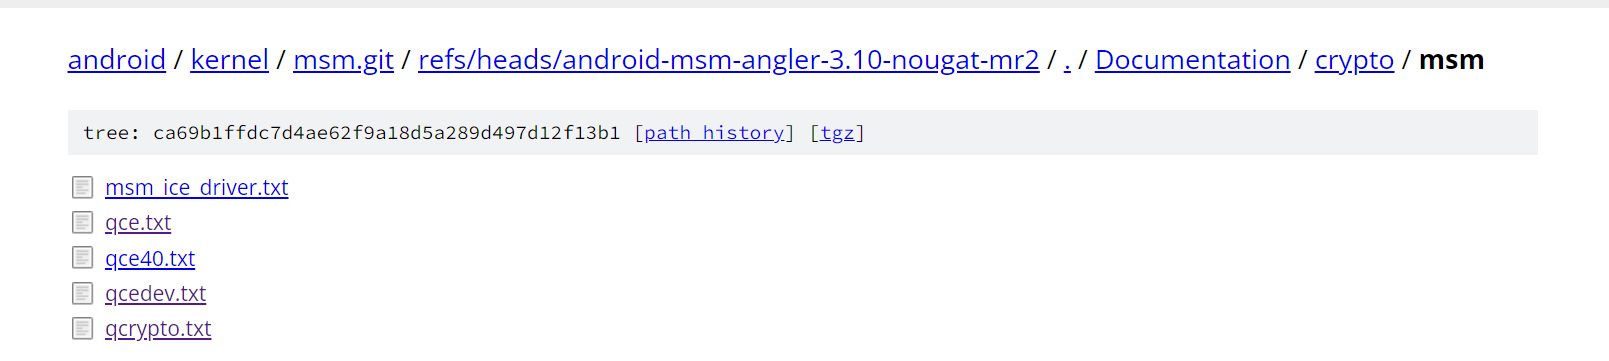 android / kernel / msm.git / refs/heads/android-msm-angler-3.10-nougat-mr2 / . / Documentation / crypto / msm
tree: ca69b1ffdc7d4ae62f9a18d5a289d497d12f13b1 [path history] [tgz]
msm_ice_driver.txt
qce.txt
qce40.txt
qcedev.txt
qcrypto.txt